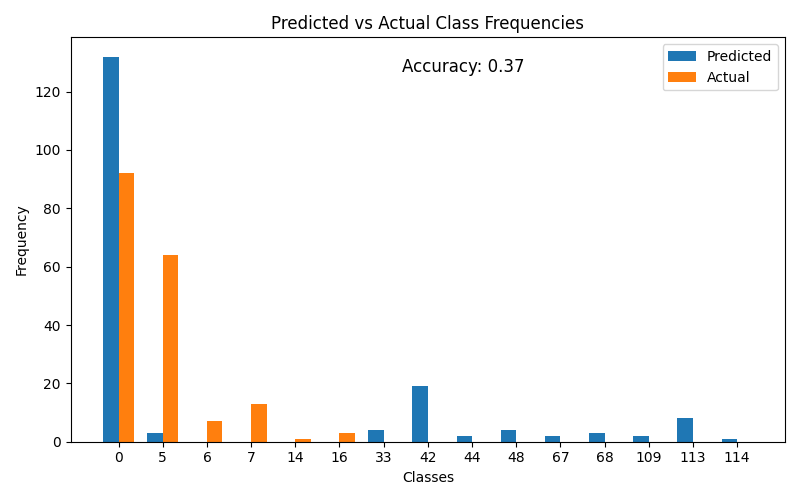 Predicted vs Actual Class Frequencies
Accuracy: 0.37
Predicted
Actual
Frequency
120
100
80
60
40
20
0
0 5 6 7 14 16 33 42 44 48 67 68 109 113 114
Classes